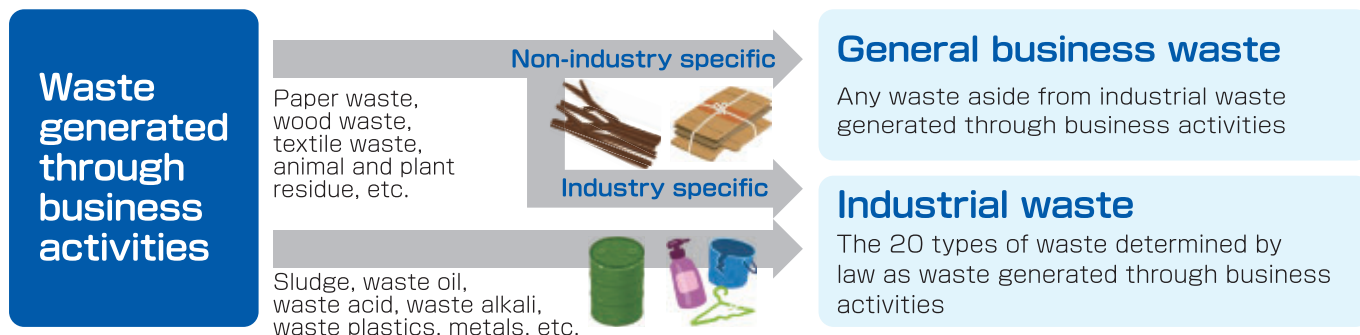 Waste
generated
through
business
activities
Non-industry specific
Paper waste,
wood waste,
textile waste,
animal and plant
residue, etc.
Industry specific
Sludge, waste oil,
waste acid, waste alkali,
waste plastics, metals, etc.
General business waste
Any waste aside from industrial waste
generated through business activities
Industrial waste
The 20 types of waste determined by
law as waste generated through business
activities